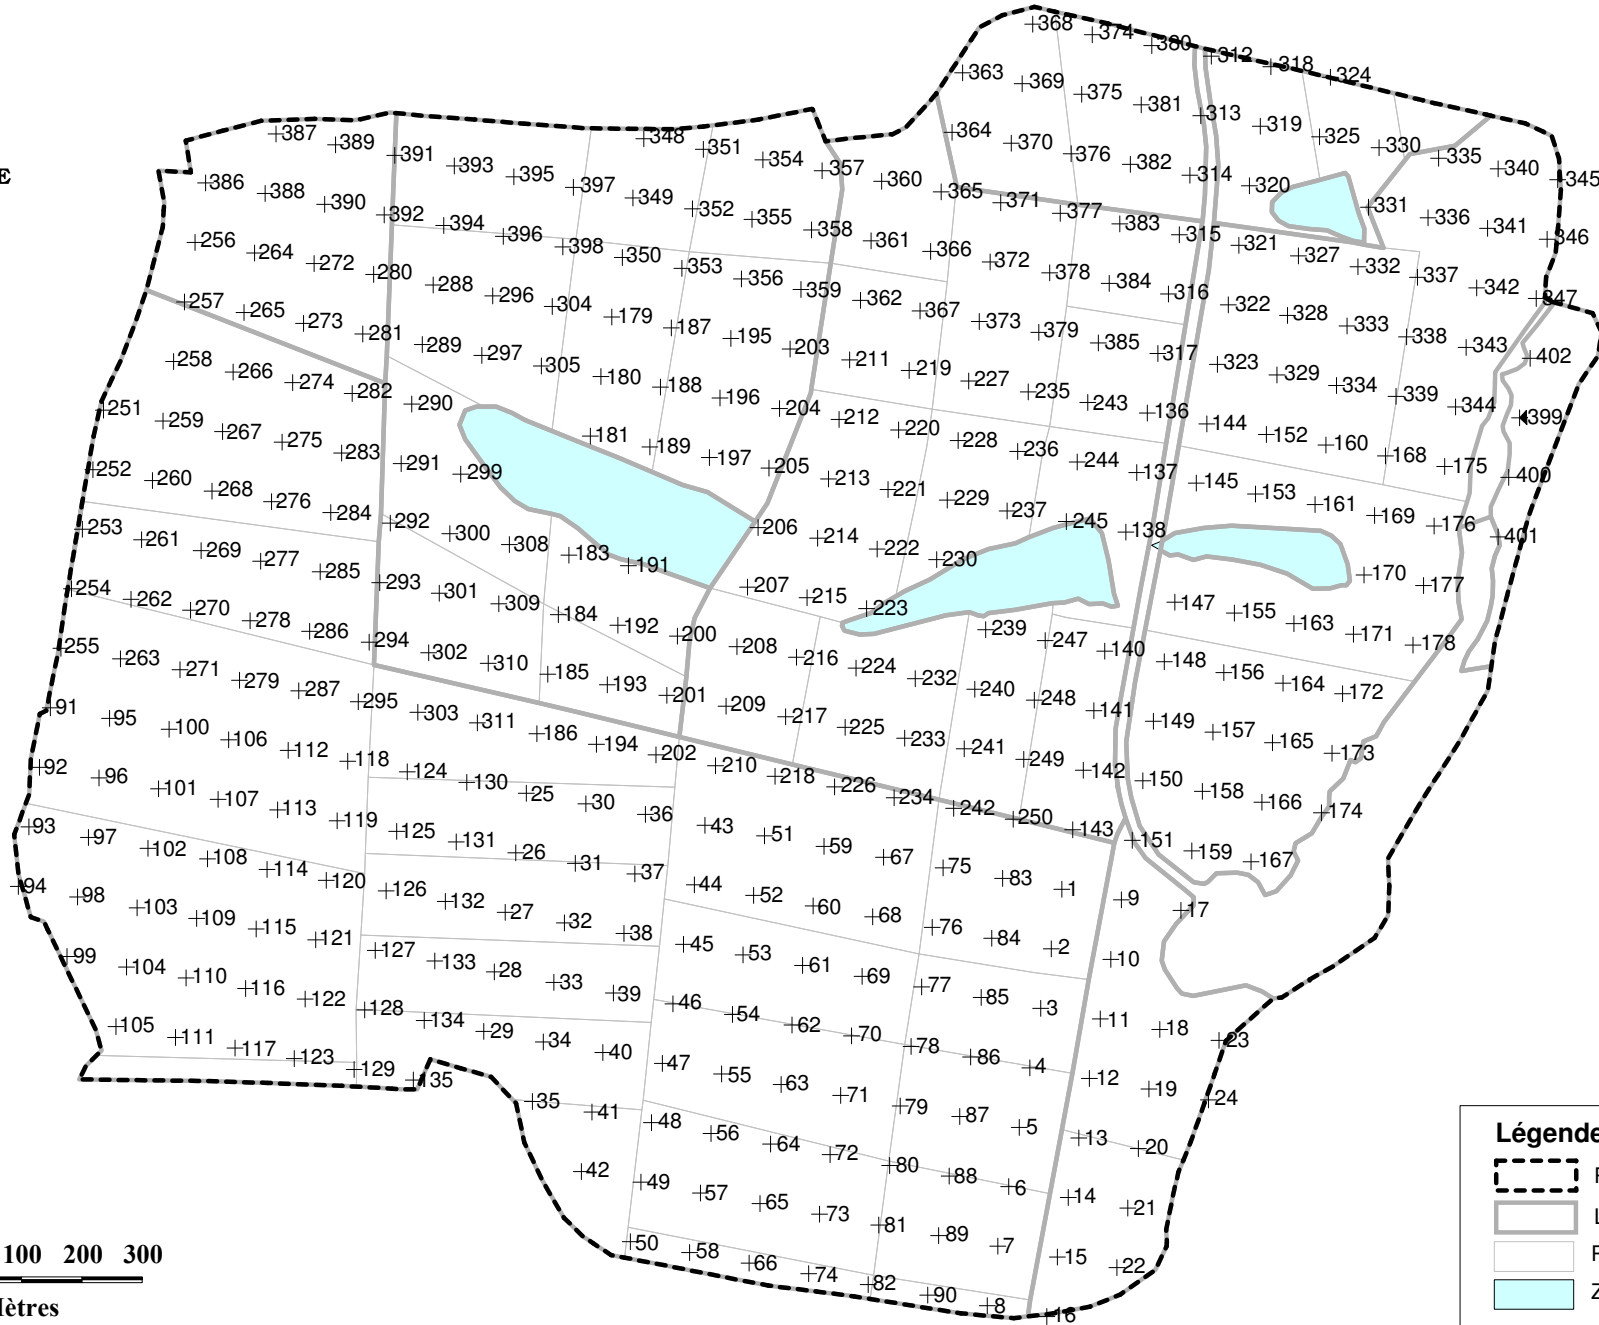 E
368 374 380 312 318 324
363 369 375 381 313 319 325 330 335 340 345
364 370 376 382 314 320 331 336 341 346
348 351 354 357 360 365 371 377 383 315 321 327 332 337 342 347
387 389 391 393 395 397 349 352 355 358 361 366 372 378 384 316 322 328 333 338 343 402
386 388 390 392 394 396 398 350 353 356 359 362 367 373 379 385 317 323 329 334 339 344 399
256 264 272 280 288 296 304 179 187 195 203 211 219 227 235 243 136 144 152 160 168 175 400
257 265 273 281 289 297 305 180 188 196 204 212 220 228 236 244 137 145 153 161 169 176 401
258 266 274 282 290 181 189 197 205 213 221 229 237 245 138 170 177
251 259 267 275 283 291 299 206 214 222 230 147 155 163 171 178
252 260 268 276 284 292 300 308 183 191 207 215 223 239 247 140 148 156 164 172
253 261 269 277 285 293 301 309 184 192 200 208 216 224 232 240 248 141 149 157 165 173
254 262 270 278 286 294 302 310 185 193 201 209 217 225 233 241 249 142 150 158 166 174
255 263 271 279 287 295 303 311 186 194 202 210 218 226 234 242 250 143 151 159 167
91 95 100 106 112 118 124 130 25 30 36 43 51 59 67 75 83 1 9 17
92 96 101 107 113 119 125 131 26 31 37 44 52 60 68 76 84 2 10
93 97 102 108 114 120 126 132 27 32 38 45 53 61 69 77 85 3 11 18 23
94 98 103 109 115 121 127 133 28 33 39 46 54 62 70 78 86 4 12 19 24
99 104 110 116 122 128 134 29 34 40 47 55 63 71 79 87 5 13 20
105 111 117 123 129 135 35 41 48 56 64 72 80 88 6 14 21
42 49 57 65 73 81 89 7 15 22
50 58 66 74 82 90 8 16
100 200 300
ètres
Légende
L
Z